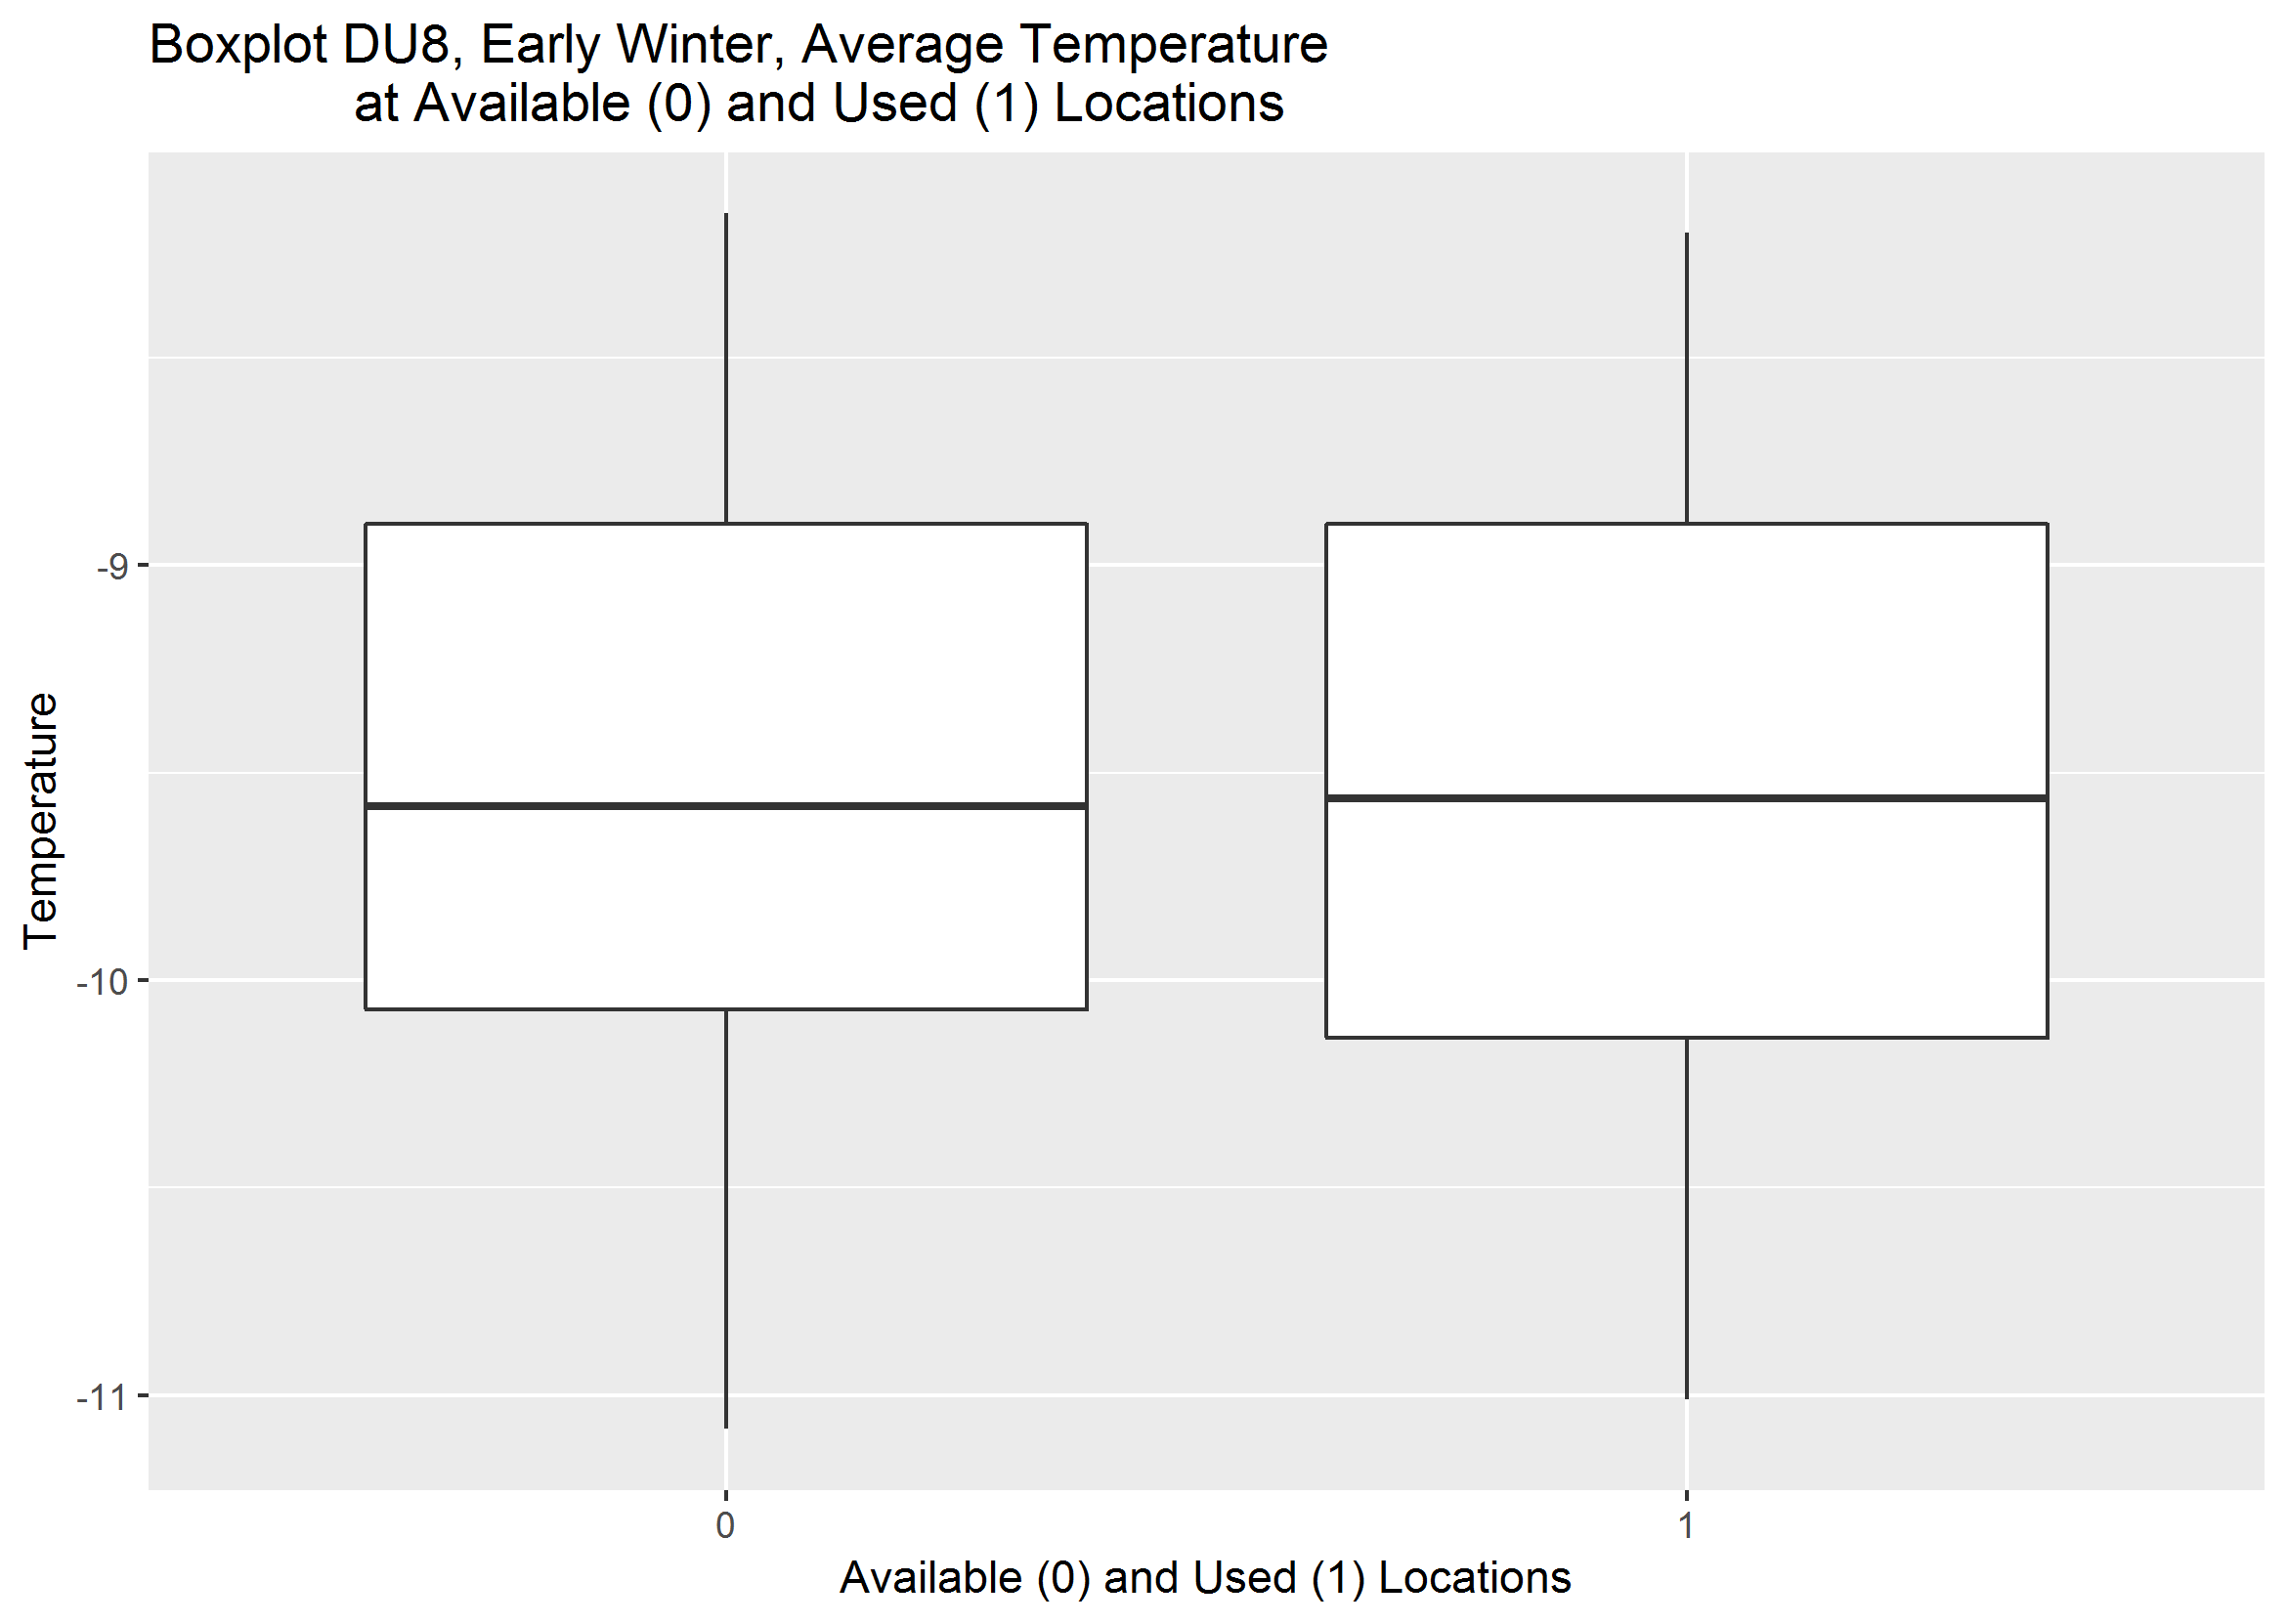 Boxplot DU8, Early Winter, Average Temperature
at Available (0) and Used (1) Locations
Temperature
-9
-10
-11
0
1
Available (0) and Used (1) Locations